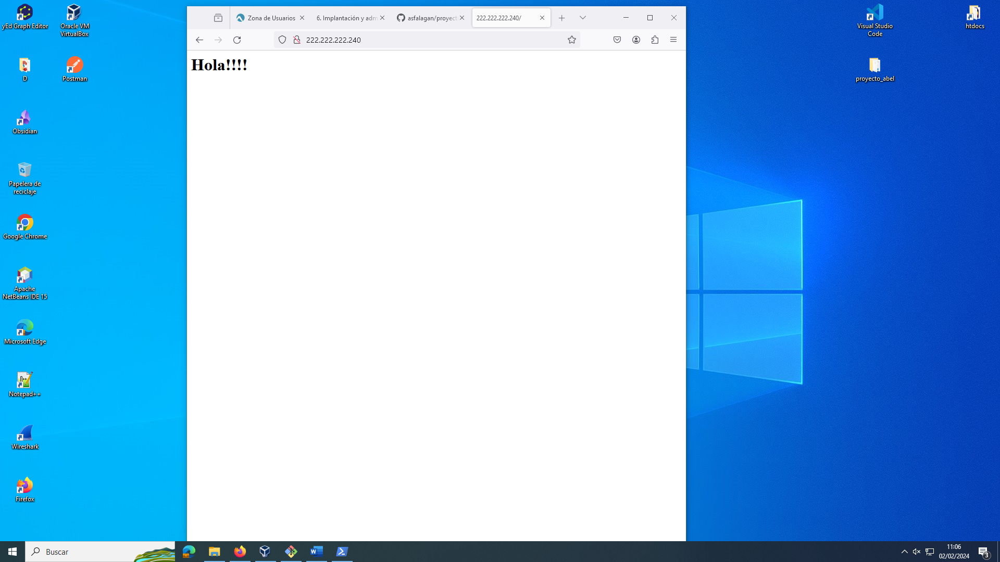 yEd Graph Editor
Oracle VM
VirtualBox
D
Postman
Obsidian
Papelera de
reciclaje
Google Chrome
Apache
NetBeans IDE 15
Microsoft Edge
Notepad++
Wireshark
Firefox
Zona de Usuarios
6. Implantación y adm
asfalagan/proyect
222.222.222.240/
222.222.222.240
Hola!!!!
Visual Studio
Code
htdocs
proyecto_abel
Buscar
11:06
02/02/2024
3